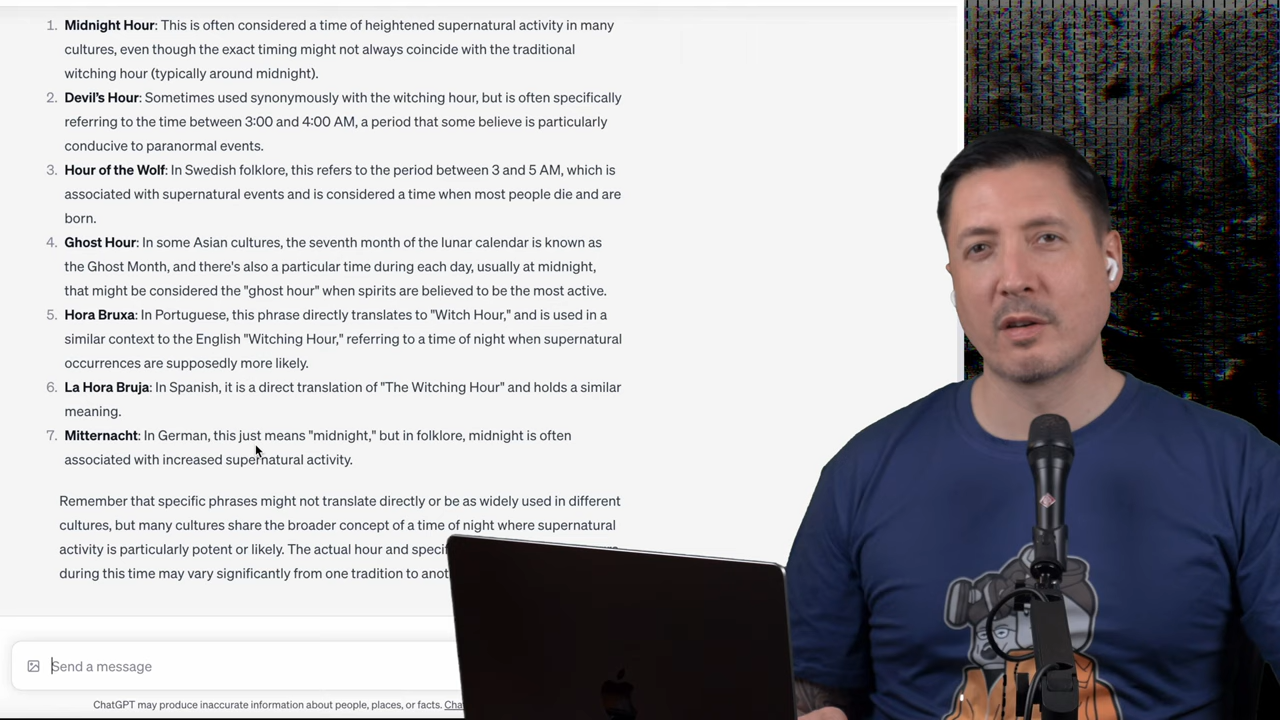 1. Midnight Hour: This is often considered a time of heightened supernatural activity in many
cultures, even though the exact timing might not always coincide with the traditional
witching hour (typically around midnight).
2. Devil's Hour: Sometimes used synonymously with the witching hour, but is often specifically
referring to the time between 3:00 and 4:00 AM, a period that some believe is particularly
conducive to paranormal events.
3. Hour of the Wolf: In Swedish folklore, this refers to the period between 3 and 5 AM, which is
associated with supernatural events and is considered a time when most people die and are
born.
4. Ghost Hour: In some Asian cultures, the seventh month of the lunar calendar is known as
the Ghost Month, and there's also a particular time during each day, usually at midnight,
that might be considered the "ghost hour" when spirits are believed to be the most active.
5. Hora Bruxa: In Portuguese, this phrase directly translates to "Witch Hour," and is used in a
similar context to the English "Witching Hour," referring to a time of night when supernatural
occurrences are supposedly more likely.
6. La Hora Bruja: In Spanish, it is a direct translation of "The Witching Hour" and holds a similar
meaning.
7. Mitternacht: In German, this just means "midnight," but in folklore, midnight is often
associated with increased supernatural activity.
Remember that specific phrases might not translate directly or be as widely used in different
cultures, but many cultures share the broader concept of a time of night where supernatural
activity is particularly potent or likely. The actual hour and
during this time may vary significantly from one tradition to
Send a message
ChatGPT may produce inaccurate information about people, places, or facts.